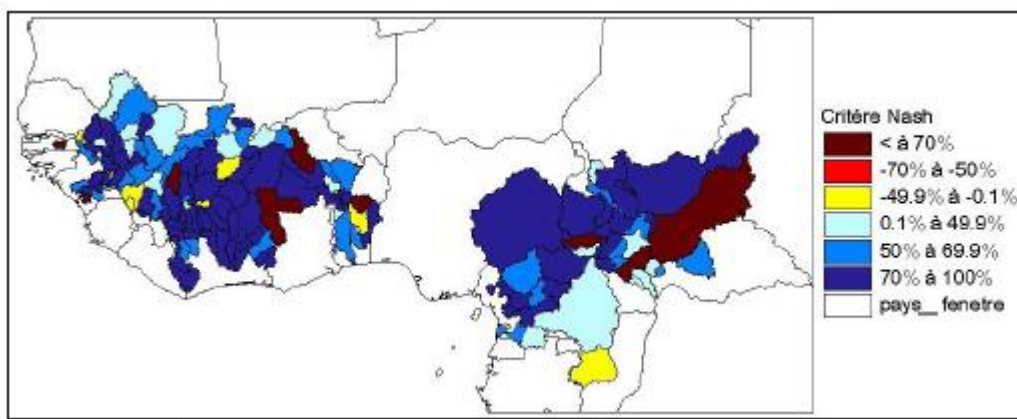 Critère Nash
< à 70%
-70% à -50%
-49.9% à -0.1%
0.1% à 49.9%
50% à 69.9%
70% à 100%
pays__ fenetre